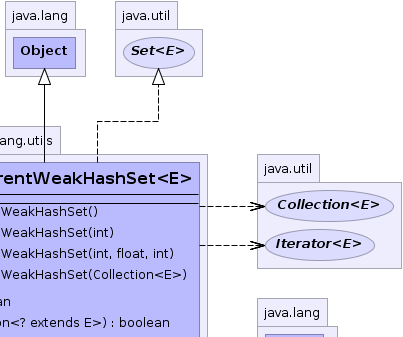 java.lang
java.util
Object
Set<E>
ang.utils
rentWeakHashSet<E>
java.util
WeakHashSet()
Collection<E>
WeakHashSet(int)
Iterator<E>
WeakHashSet(int, float, int)
WeakHashSet(Collection<E>)
an
on<? extends E>) : boolean
java.lang